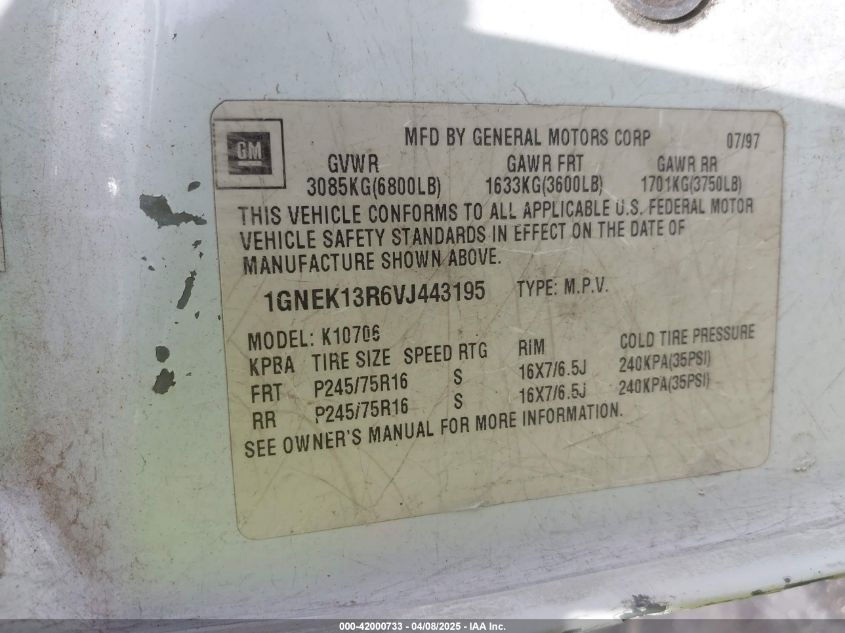 GM
MFD BY GENERAL MOTORS CORP 07/97
GVWR GAWR FRT GAWR RR
3085KG(6800LB) 1633KG(3600LB) 1701KG(3750LB)
THIS VEHICLE CONFORMS TO ALL APPLICABLE U.S. FEDERAL MOTOR
VEHICLE SAFETY STANDARDS IN EFFECT ON THE DATE OF
MANUFACTURE SHOWN ABOVE.
1GNEK13R6VJ443195 TYPE: M.P.V.
MODEL: K10706
KPBA TIRE SIZE SPEED RTG RIM COLD TIRE PRESSURE
FRT P245/75R16 S 16X7/6.5J 240KPA(35PSI)
RR P245/75R16 S 16X7/6.5J 240KPA(35PSI)
SEE OWNER'S MANUAL FOR MORE INFORMATION.
000-42000733 - 04/08/2025 - IAA Inc.